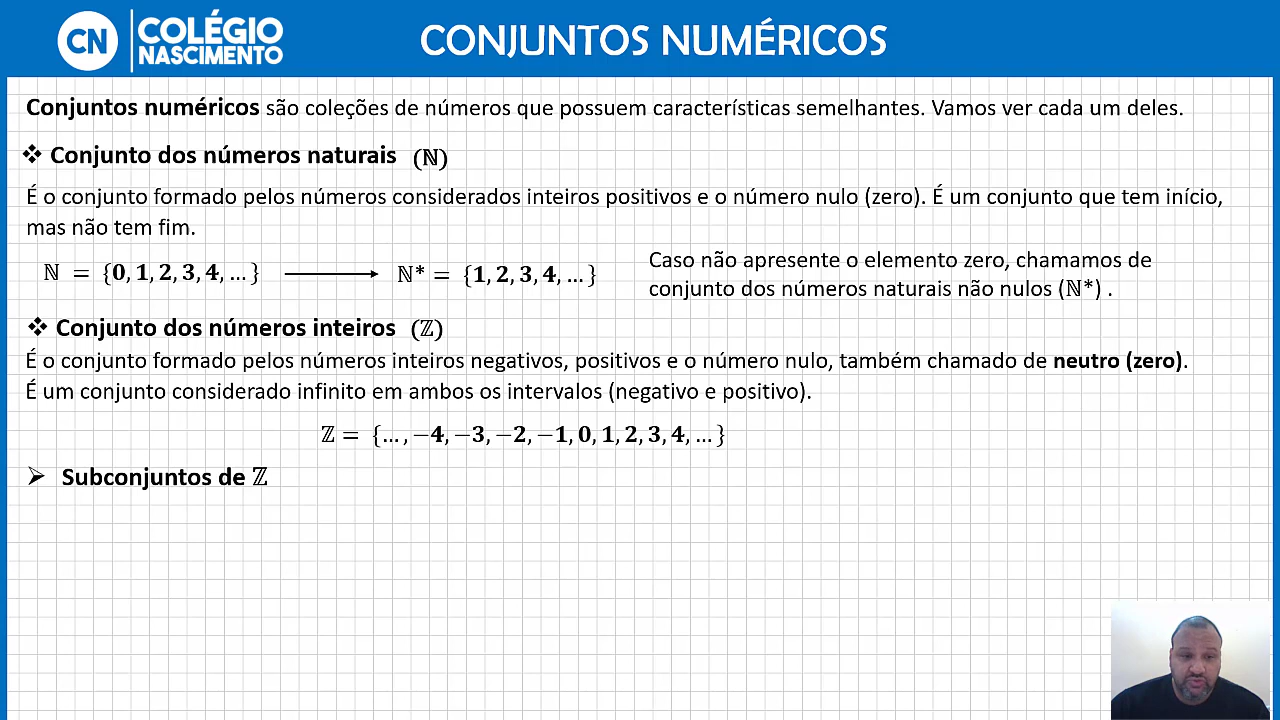 CN COLÉGIO NASCIMENTO
CONJUNTOS NUMÉRICOS
Conjuntos numéricos são coleções de números que possuem características semelhantes. Vamos ver cada um deles.
❖ Conjunto dos números naturais (ℕ)
É o conjunto formado pelos números considerados inteiros positivos e o número nulo (zero). É um conjunto que tem início,
mas não tem fim.
ℕ = {0, 1, 2, 3, 4, ... } ⟶ ℕ* = {1, 2, 3, 4, ... }
Caso não apresente o elemento zero, chamamos de
conjunto dos números naturais não nulos (ℕ*) .
❖ Conjunto dos números inteiros (ℤ)
É o conjunto formado pelos números inteiros negativos, positivos e o número nulo, também chamado de neutro (zero).
É um conjunto considerado infinito em ambos os intervalos (negativo e positivo).
ℤ = {... , −4, −3, −2, −1, 0, 1, 2, 3, 4, ... }
➢ Subconjuntos de ℤ